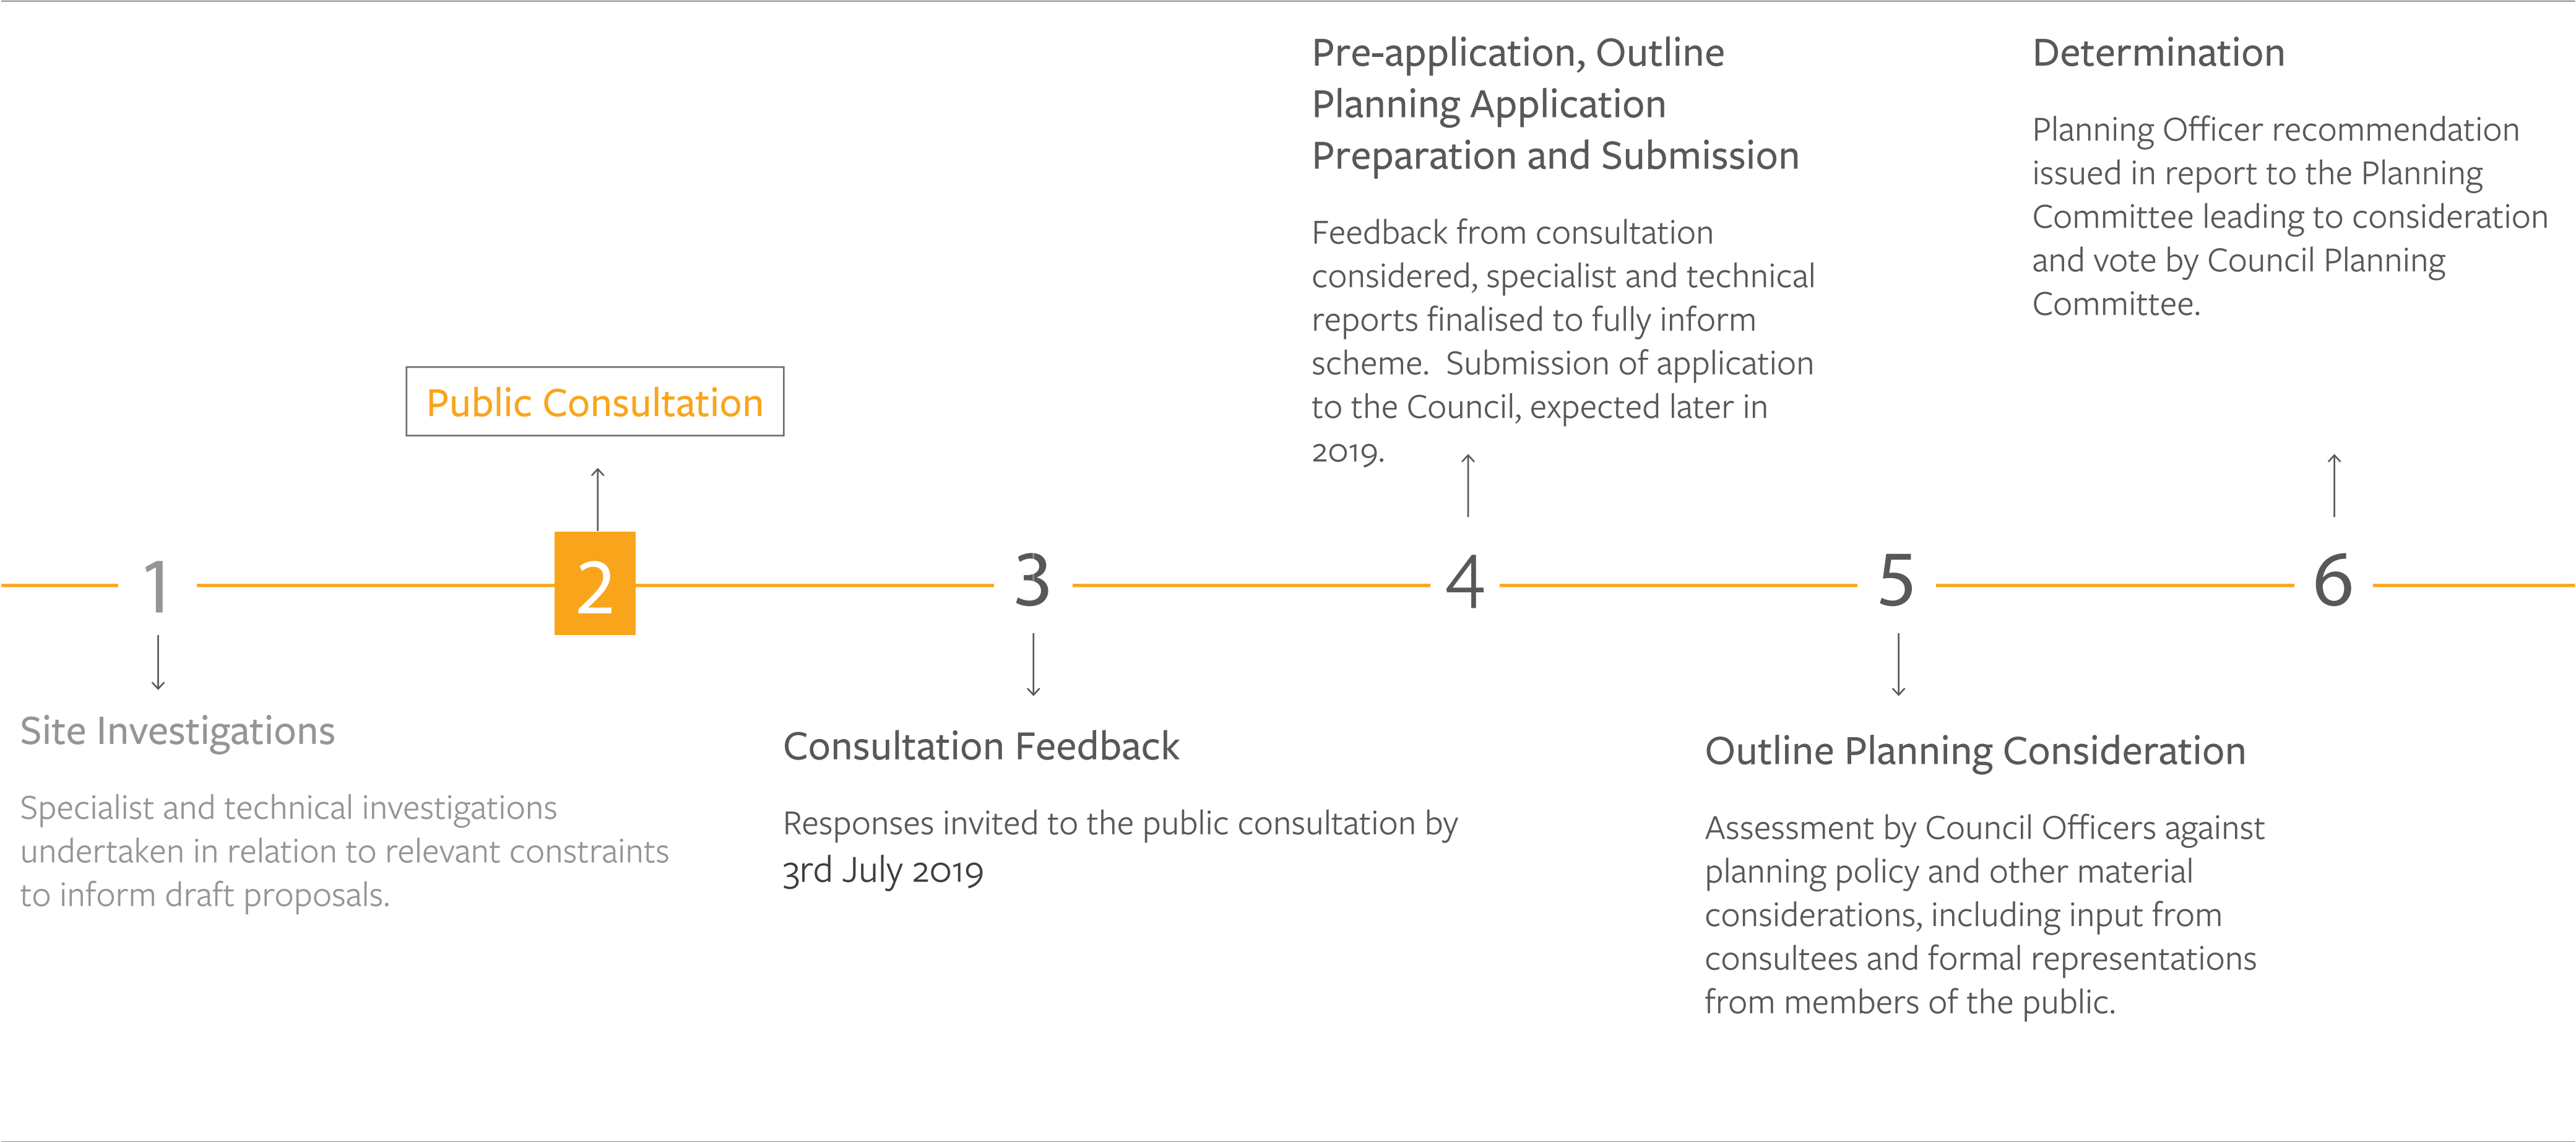 1
Site Investigations
Specialist and technical investigations
undertaken in relation to relevant constraints
to inform draft proposals.
Public Consultation
2
3
Consultation Feedback
Responses invited to the public consultation by
3rd July 2019
Pre-application, Outline
Planning Application
Preparation and Submission
Feedback from consultation
considered, specialist and technical
reports finalised to fully inform
scheme.  Submission of application
to the Council, expected later in
2019.
4
5
Outline Planning Consideration
Assessment by Council Officers against
planning policy and other material
considerations, including input from
consultees and formal representations
from members of the public.
Determination
Planning Officer recommendation
issued in report to the Planning
Committee leading to consideration
and vote by Council Planning
Committee.
6